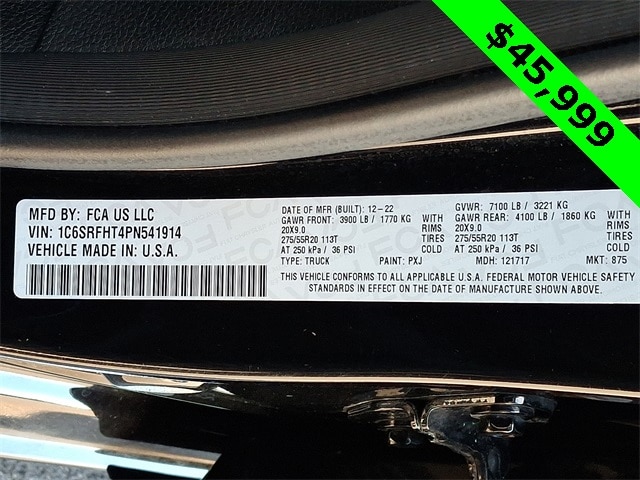 $45,999
MFD BY: FCA US LLC
VIN: 1C6SRFHT4PN541914
VEHICLE MADE IN U.S.A.
DATE OF MFR (BUILT): 12-22
GAWR FRONT: 3900 LB / 1770 KG WITH
20X9.0 RIMS
275/55R20 113T TIRES
AT 250 kPa / 36 PSI COLD
TYPE: TRUCK PAINT: PXJ
GVWR: 7100 LB / 3221 KG
GAWR REAR: 4100 LB / 1860 KG WITH
20X9.0 RIMS
275/55R20 113T TIRES
AT 250 kPa / 36 PSI COLD
MDH: 121717 MKT: 875
THIS VEHICLE CONFORMS TO ALL APPLICABLE U.S.A. FEDERAL MOTOR VEHICLE SAFETY
STANDARDS IN EFFECT ON THE DATE OF MANUFACTURE SHOWN ABOVE.